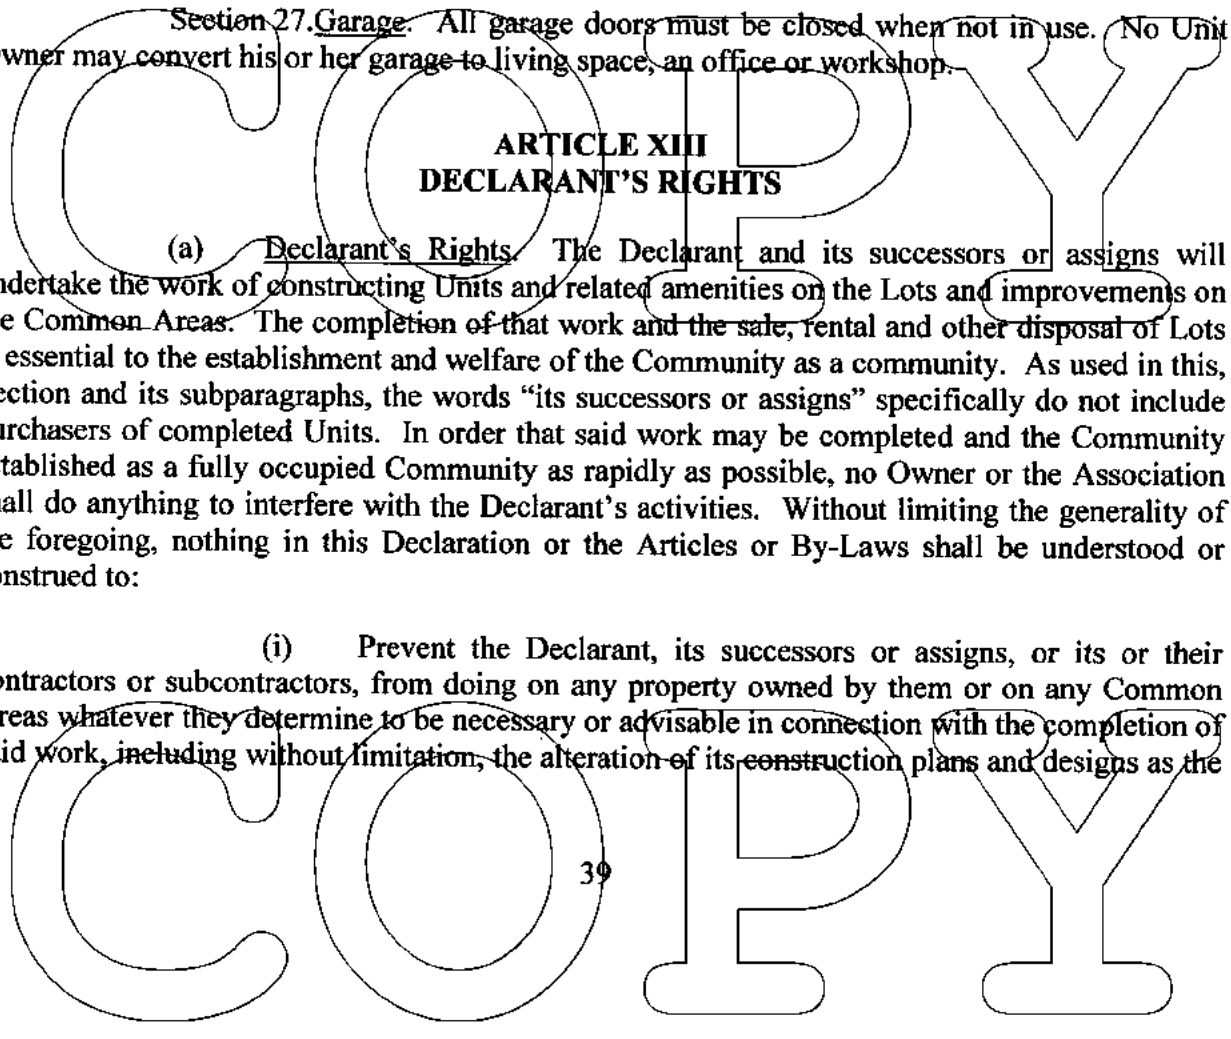 Section 27. Garage. All garage doors must be closed when not in use. No Unit
wner may convert his or her garage to living space, an office or workshop.
ARTICLE XIII
DECLARANT'S RIGHTS
(a) Declarant's Rights. The Declarant and its successors or assigns will
ndertake the work of constructing Units and related amenities on the Lots and improvements on
e Common Areas. The completion of that work and the sale, rental and other disposal of Lots
essential to the establishment and welfare of the Community as a community. As used in this,
ection and its subparagraphs, the words “its successors or assigns” specifically do not include
urchasers of completed Units. In order that said work may be completed and the Community
tablished as a fully occupied Community as rapidly as possible, no Owner or the Association
all do anything to interfere with the Declarant's activities. Without limiting the generality of
e foregoing, nothing in this Declaration or the Articles or By-Laws shall be understood or
onstrued to:
(i) Prevent the Declarant, its successors or assigns, or its or their
ontractors or subcontractors, from doing on any property owned by them or on any Common
reas whatever they determine to be necessary or advisable in connection with the completion of
id work, including without limitation, the alteration of its construction plans and designs as the
39
COPY
COPY